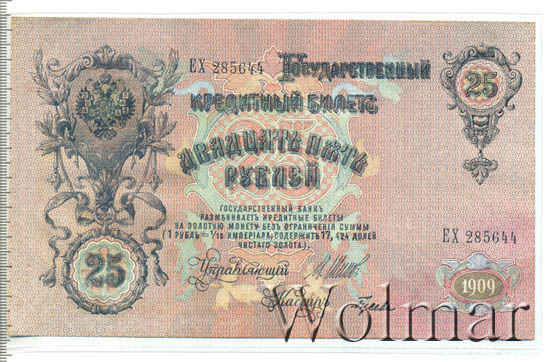 ЕХ 285644
Государственный
25
Кредитный Билетъ
Двадцать пять
рублей
Государственный Банкъ
размѣниваетъ кредитные билеты
на золотую монету безъ ограниченія суммы
(1 рубль = 1/15 имперіала, содержитъ 17,424 долей
чистаго золота).
ЕХ 285644
25
Управляющій
Кассиръ
1909
Wolmar